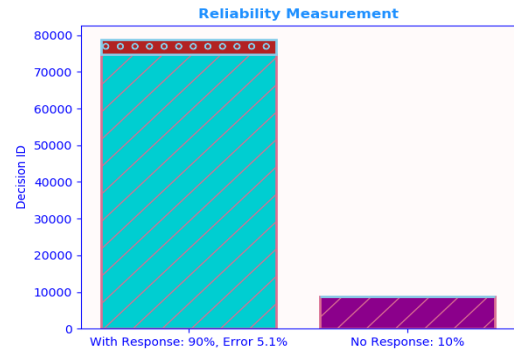 Reliability Measurement
Decision ID
80000
70000
60000
50000
40000
30000
20000
10000
0
With Response: 90%, Error 5.1%
No Response: 10%